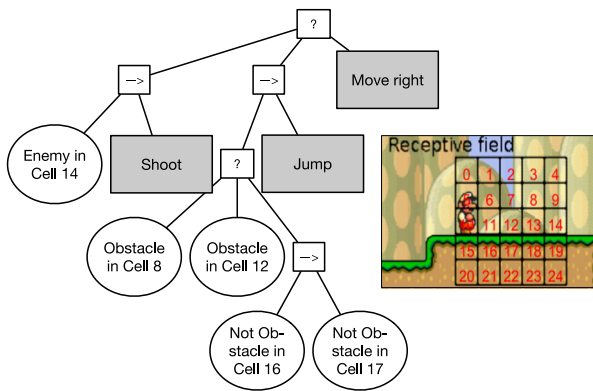 ?
—>
—>
Move right
Enemy in
Cell 14
Shoot
?
Jump
Obstacle
in Cell 8
Obstacle
in Cell 12
—>
Not Ob-
stacle in
Cell 16
Not Ob-
stacle in
Cell 17
Receptive field
0 1 2 3 4
6 7 8 9
11 12 13 14
15 16 17 18 19
20 21 22 23 24